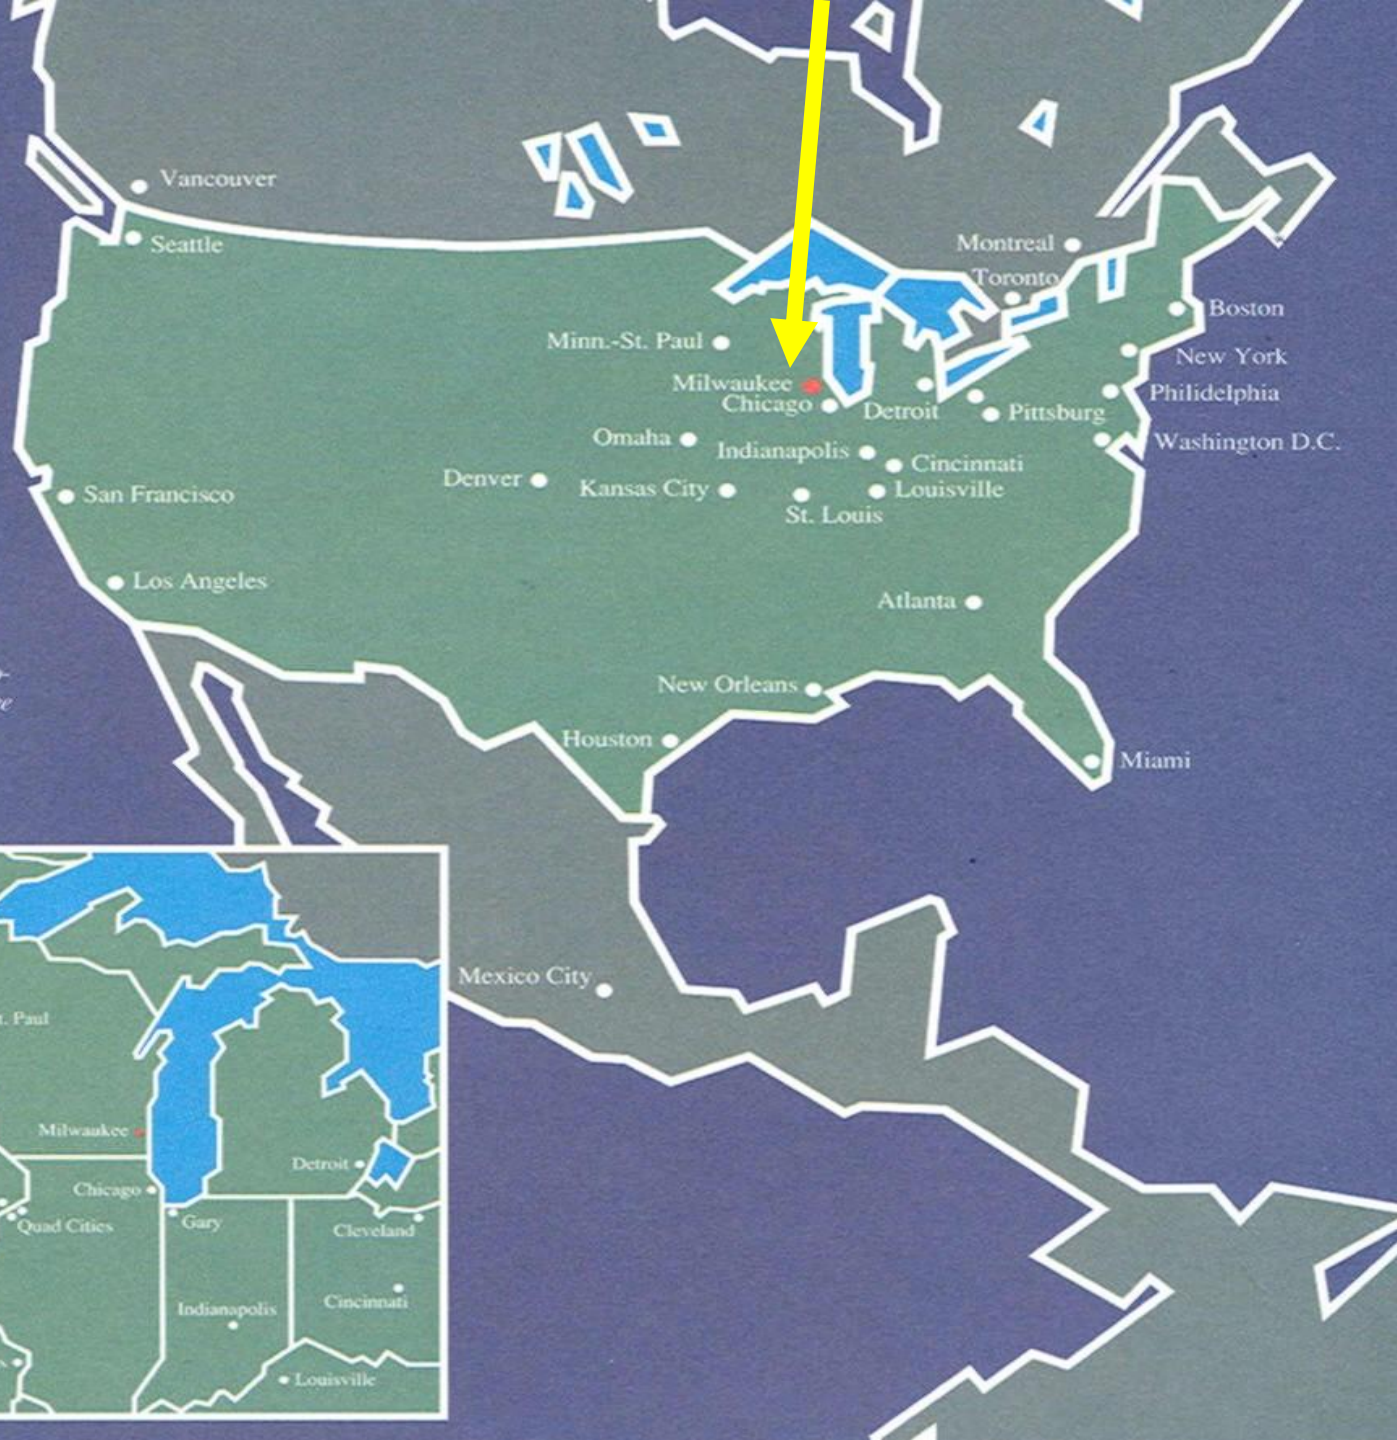 Vancouver
Seattle
Montreal
Toronto
Boston
Minn.-St. Paul
New York
Milwaukee
Philidelphia
Chicago
Detroit
Pittsburg
Omaha
Washington D.C.
Indianapolis
Cincinnati
Denver
Kansas City
Louisville
San Francisco
St. Louis
Los Angeles
Atlanta
New Orleans
Houston
Miami
Mexico City
t. Paul
Milwaukee
Detroit
Chicago
Quad Cities
Gary
Cleveland
Indianapolis
Cincinnati
Louisville